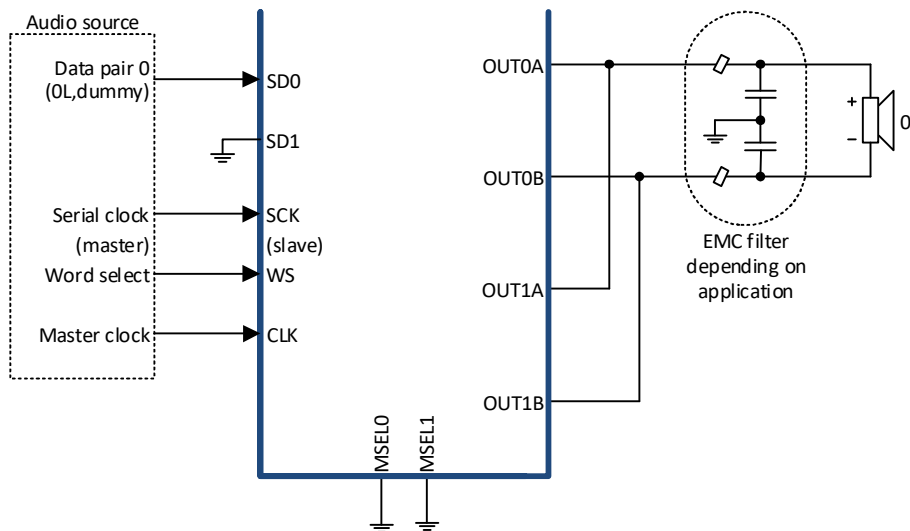 Audio source
Data pair 0
(0L,dummy)
SD0
SD1
Serial clock
(master)
SCK
(slave)
Word select
WS
Master clock
CLK
MSEL0
MSEL1
OUT0A
OUT0B
OUT1A
OUT1B
+
−
0
EMC filter
depending on
application